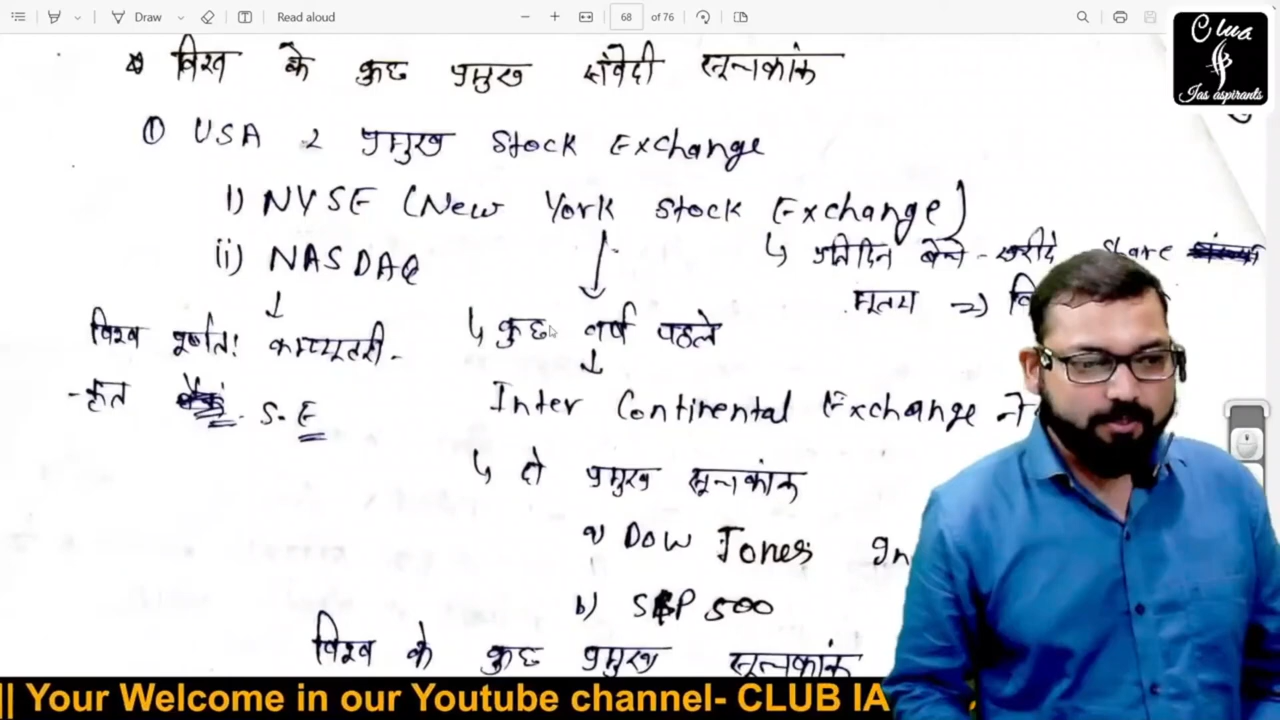 Draw
Read aloud
68 of 76
Clua
Ias aspirants
विश्व के कुछ प्रमुख संवेदी सूचकांक
① USA 2 प्रमुख Stock Exchange
i) NYSE (New York Stock Exchange)
ii) NASDAQ
↳ प्रतिदिन बेचे - खरीदे Share
मूल्य ⇒ वि
विश्व पूर्णतः कम्प्यूटरी-
-कृत S.E
↳ कुछ वर्ष पहले
Inter Continental Exchange ने
↳ दो प्रमुख सूचकांक
a) Dow Jones In
b) S&P 500
विश्व के कुछ प्रमुख सूचकांक
|| Your Welcome in our Youtube channel- CLUB IA